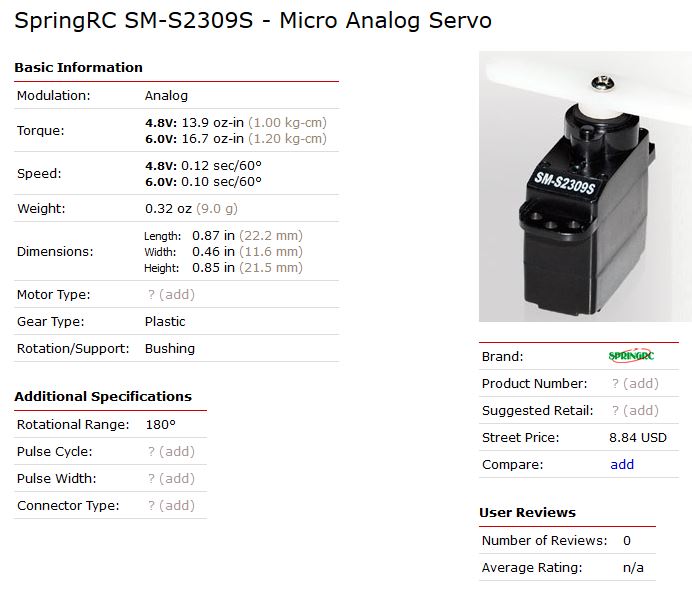 SpringRC SM-S2309S - Micro Analog Servo
Basic Information
Modulation: Analog
Torque: 4.8V: 13.9 oz-in (1.00 kg-cm)
6.0V: 16.7 oz-in (1.20 kg-cm)
Speed: 4.8V: 0.12 sec/60°
6.0V: 0.10 sec/60°
Weight: 0.32 oz (9.0 g)
Dimensions: Length: 0.87 in (22.2 mm)
Width: 0.46 in (11.6 mm)
Height: 0.85 in (21.5 mm)
Motor Type: ? (add)
Gear Type: Plastic
Rotation/Support: Bushing
Additional Specifications
Rotational Range: 180°
Pulse Cycle: ? (add)
Pulse Width: ? (add)
Connector Type: ? (add)
SM-S2309S
Brand: SPRINGRC
Product Number: ? (add)
Suggested Retail: ? (add)
Street Price: 8.84 USD
Compare: add
User Reviews
Number of Reviews: 0
Average Rating: n/a